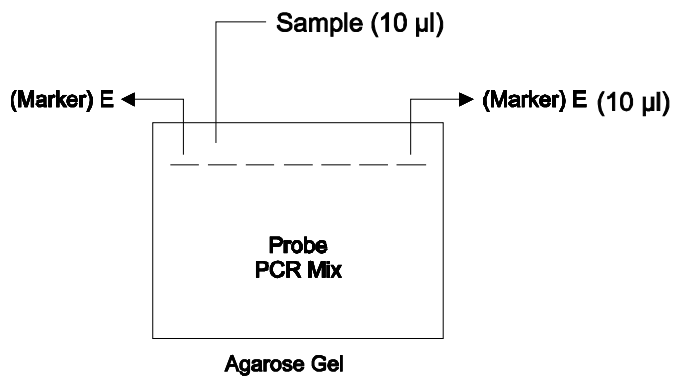 Sample (10 µl)
(Marker) E
(Marker) E (10 µl)
Probe
PCR Mix
Agarose Gel